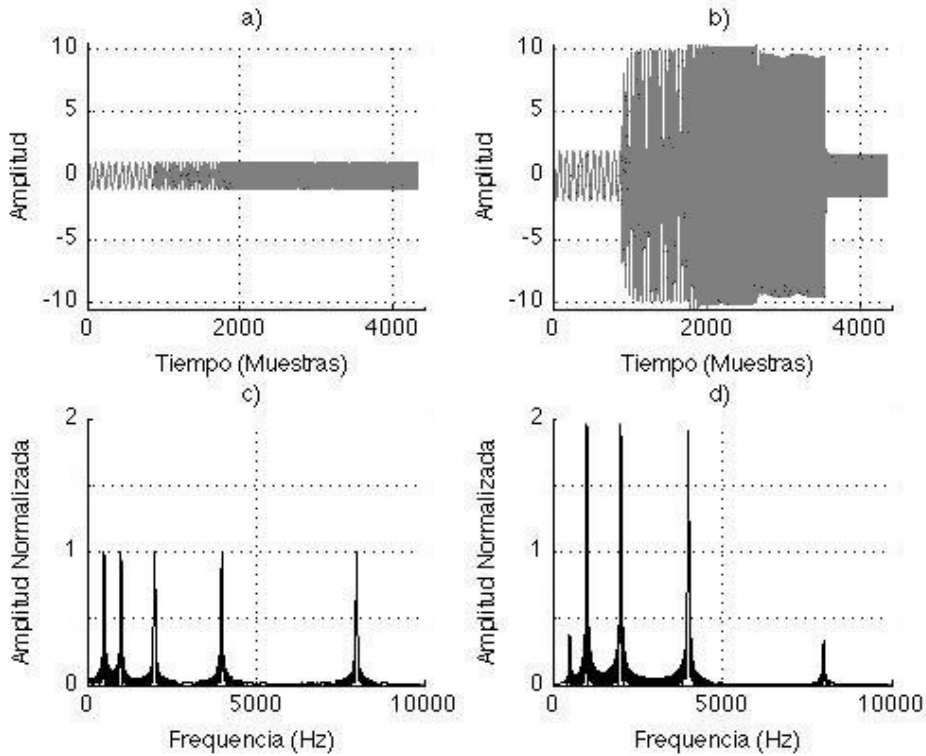 a)
10
5
0
-5
-10
Amplitud
0
2000
4000
Tiempo (Muestras)
b)
10
5
0
-5
-10
Amplitud
0
2000
4000
Tiempo (Muestras)
c)
2
1
0
Amplitud Normalizada
0
5000
10000
Frequencia (Hz)
d)
2
1
0
Amplitud Normalizada
0
5000
10000
Frequencia (Hz)